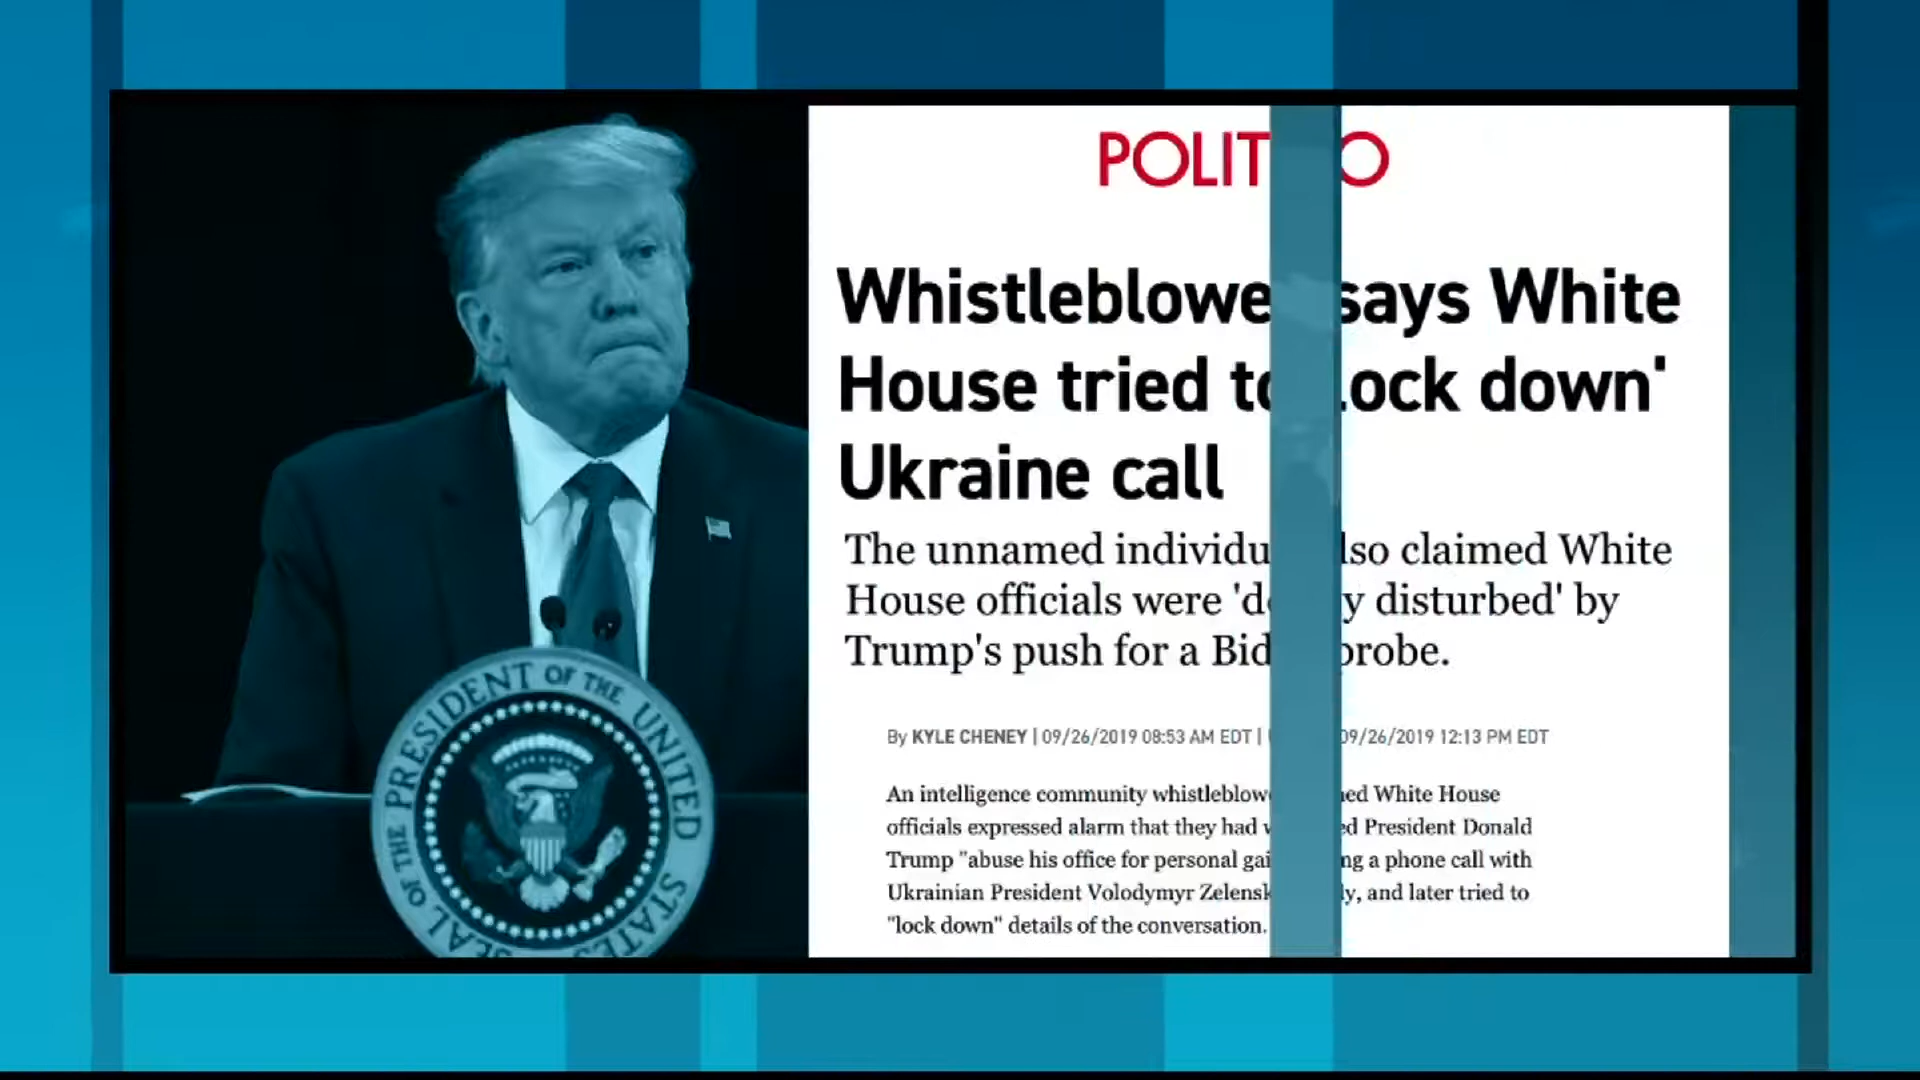 POLIT O
Whistleblowe says White
House tried to ock down'
Ukraine call
The unnamed individu lso claimed White
House officials were 'd y disturbed' by
Trump's push for a Bid probe.
By KYLE CHENEY | 09/26/2019 08:53 AM EDT | 09/26/2019 12:13 PM EDT
An intelligence community whistleblow ed White House
officials expressed alarm that they had ed President Donald
Trump "abuse his office for personal gai ng a phone call with
Ukrainian President Volodymyr Zelensk y, and later tried to
"lock down" details of the conversation.
SEAL OF THE PRESIDENT OF THE UNITED STATES